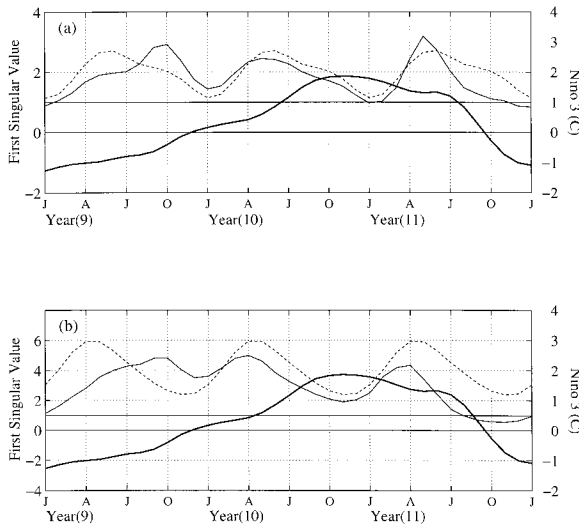 (a)
First Singular Value
4
2
0
−2
Nino 3 (C)
4
3
2
1
0
−1
−2
J A J O J A J O J A J O J
Year(9) Year(10) Year(11)
(b)
First Singular Value
6
4
2
0
−2
−4
Nino 3 (C)
4
3
2
1
0
−1
−2
J A J O J A J O J A J O J
Year(9) Year(10) Year(11)